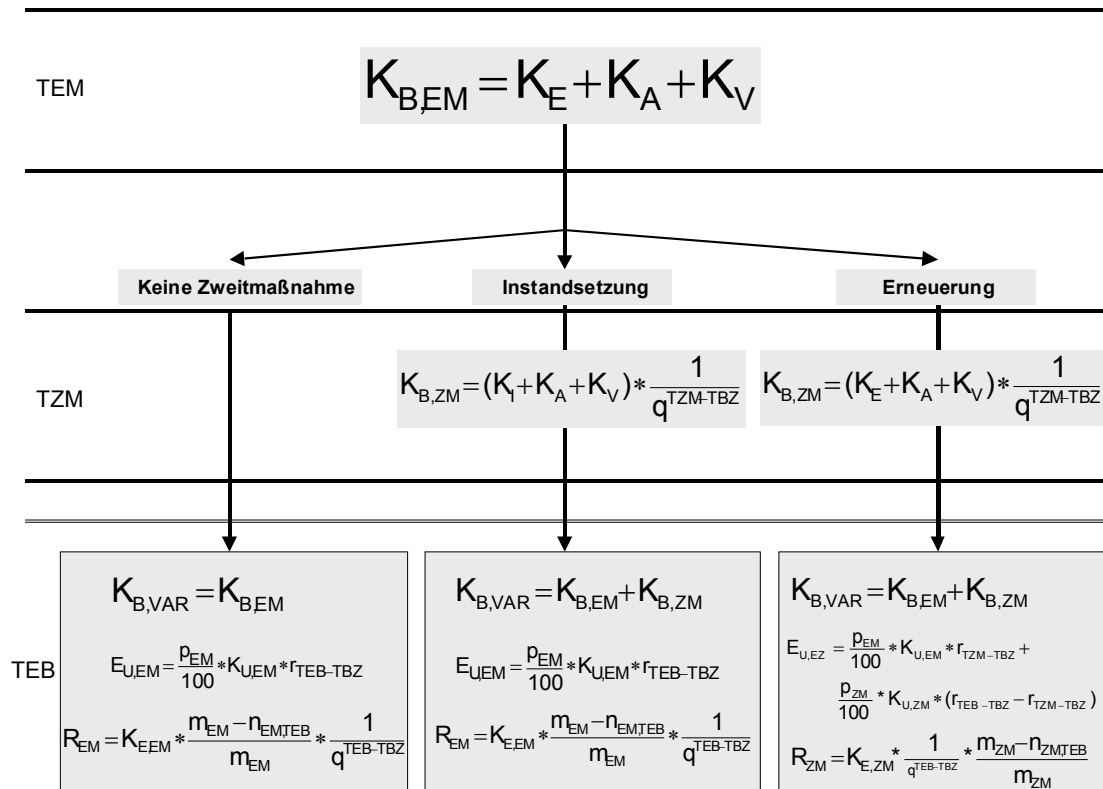 TEM
K_B,EM = K_E + K_A + K_V
Keine Zweitmaßnahme
Instandsetzung
Erneuerung
TZM
K_B,ZM = (K_I + K_A + K_V) * 1/q^(TZM-TBZ)
K_B,ZM = (K_E + K_A + K_V) * 1/q^(TZM-TBZ)
TEB
K_B,VAR = K_B,EM
E_U,EM = p_EM/100 * K_U,EM * r_TEB-TBZ
R_EM = K_E,EM * (m_EM − n_EM,TEB)/m_EM * 1/q^(TEB-TBZ)
K_B,VAR = K_B,EM + K_B,ZM
E_U,EM = p_EM/100 * K_U,EM * r_TEB-TBZ
R_EM = K_E,EM * (m_EM − n_EM,TEB)/m_EM * 1/q^(TEB-TBZ)
K_B,VAR = K_B,EM + K_B,ZM
E_U,EZ = p_EM/100 * K_U,EM * r_TZM-TBZ +
p_ZM/100 * K_U,ZM * (r_TEB-TBZ − r_TZM-TBZ)
R_ZM = K_E,ZM * 1/q^(TEB-TBZ) * (m_ZM − n_ZM,TEB)/m_ZM